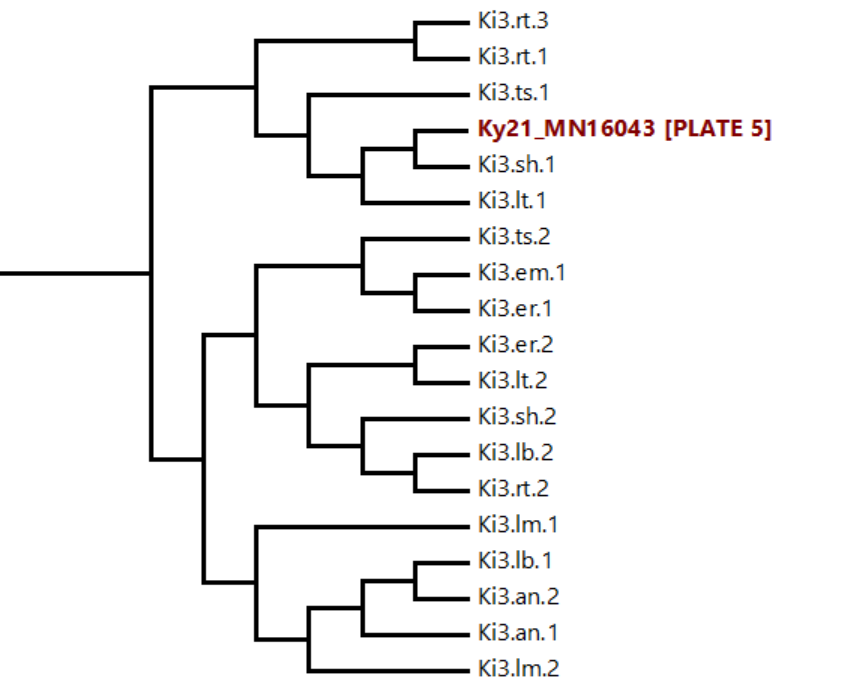 Ki3.rt.3
Ki3.rt.1
Ki3.ts.1
Ky21_MN16043 [PLATE 5]
Ki3.sh.1
Ki3.lt.1
Ki3.ts.2
Ki3.em.1
Ki3.er.1
Ki3.er.2
Ki3.lt.2
Ki3.sh.2
Ki3.lb.2
Ki3.rt.2
Ki3.lm.1
Ki3.lb.1
Ki3.an.2
Ki3.an.1
Ki3.lm.2